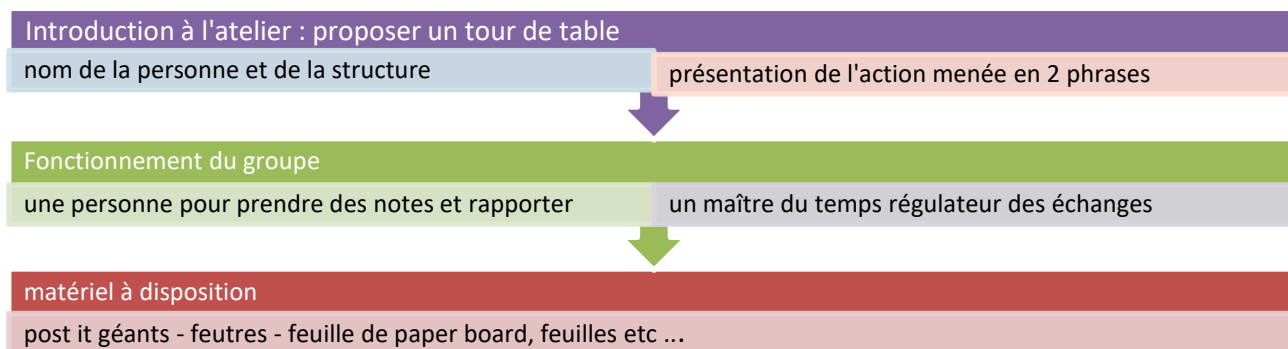 Introduction à l'atelier : proposer un tour de table
nom de la personne et de la structure
présentation de l'action menée en 2 phrases
Fonctionnement du groupe
une personne pour prendre des notes et rapporter
un maître du temps régulateur des échanges
matériel à disposition
post it géants - feutres - feuille de paper board, feuilles etc ...